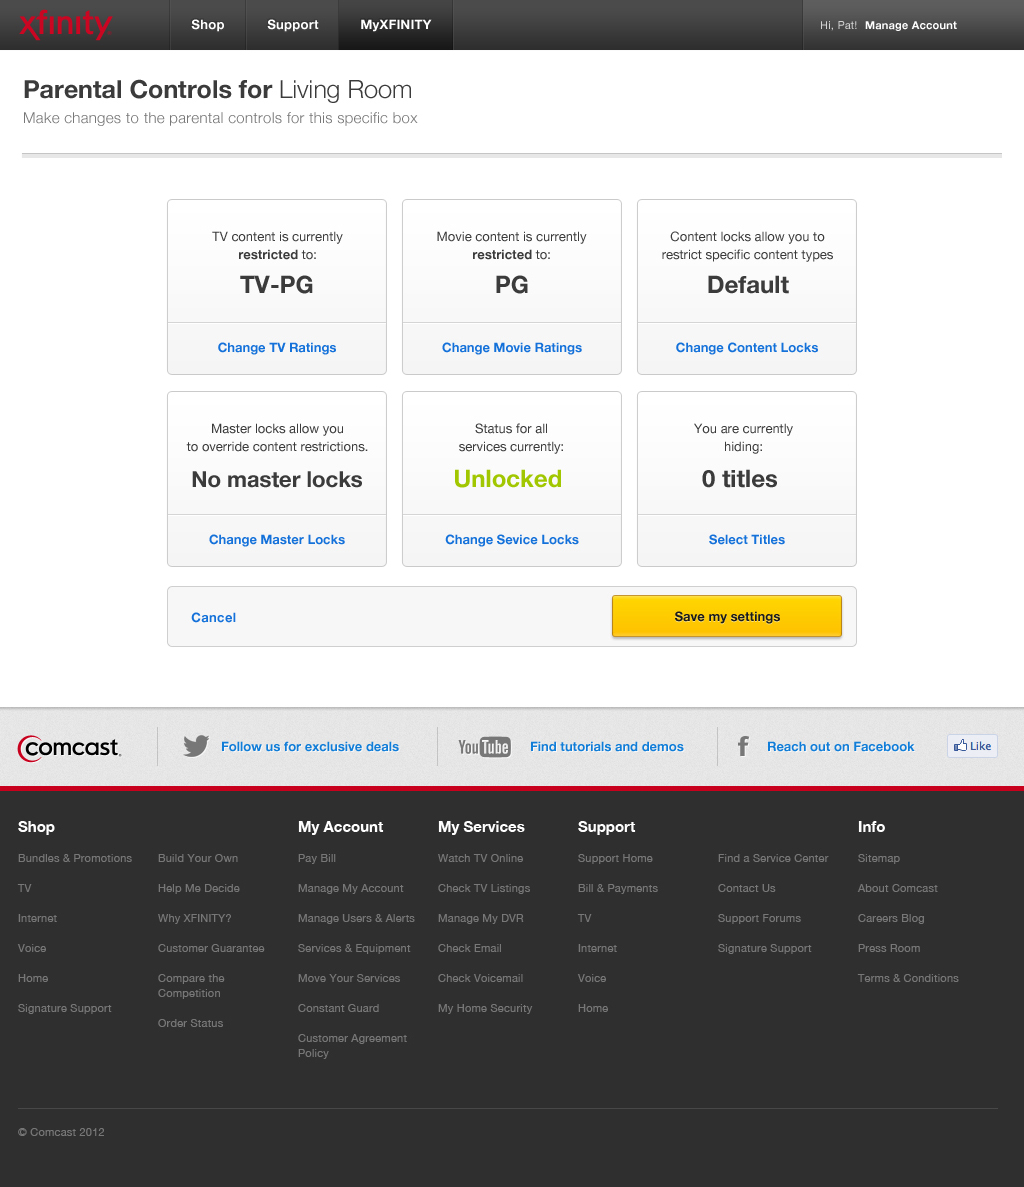 xfinity
Shop
Support
MyXFINITY
Hi, Pat! Manage Account
Parental Controls for Living Room
Make changes to the parental controls for this specific box
TV content is currently
restricted to:
TV-PG
Change TV Ratings
Movie content is currently
restricted to:
PG
Change Movie Ratings
Content locks allow you to
restrict specific content types
Default
Change Content Locks
Master locks allow you
to override content restrictions.
No master locks
Change Master Locks
Status for all
services currently:
Unlocked
Change Sevice Locks
You are currently
hiding:
0 titles
Select Titles
Cancel
Save my settings
comcast.
Follow us for exclusive deals
YouTube
Find tutorials and demos
f
Reach out on Facebook
Like
Shop
Bundles & Promotions
TV
Internet
Voice
Home
Signature Support
Build Your Own
Help Me Decide
Why XFINITY?
Customer Guarantee
Compare the
Competition
Order Status
My Account
Pay Bill
Manage My Account
Manage Users & Alerts
Services & Equipment
Move Your Services
Constant Guard
Customer Agreement
Policy
My Services
Watch TV Online
Check TV Listings
Manage My DVR
Check Email
Check Voicemail
My Home Security
Support
Support Home
Bill & Payments
TV
Internet
Voice
Home
Find a Service Center
Contact Us
Support Forums
Signature Support
Info
Sitemap
About Comcast
Careers Blog
Press Room
Terms & Conditions
© Comcast 2012